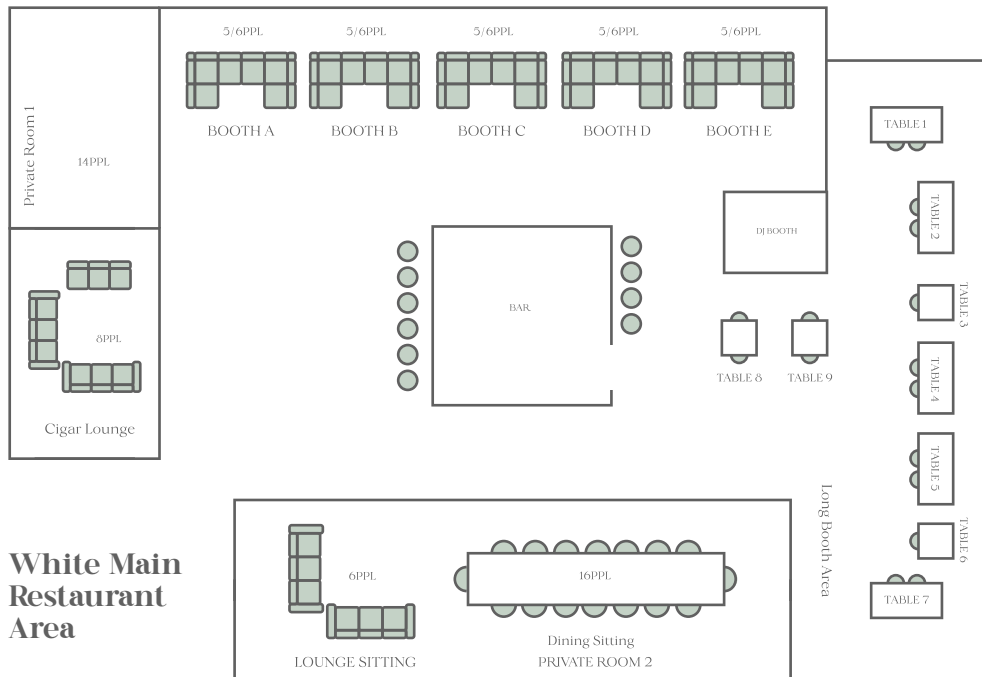 5/6PPL 5/6PPL 5/6PPL 5/6PPL 5/6PPL
BOOTH A BOOTH B BOOTH C BOOTH D BOOTH E
Private Room 1
14PPL
TABLE 1
TABLE 2
DJ BOOTH
TABLE 3
BAR
8PPL
TABLE 8 TABLE 9
TABLE 4
Cigar Lounge
TABLE 5
Long Booth Area
TABLE 6
White Main
Restaurant
Area
6PPL
16PPL
TABLE 7
Dining Sitting
LOUNGE SITTING
PRIVATE ROOM 2